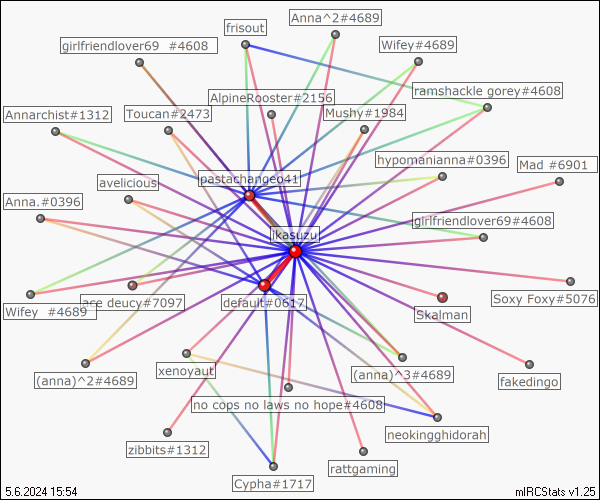 Anna^2#4689
frisout
girlfriendlover69 #4608
Wifey#4689
ramshackle gorey#4608
AlpineRooster#2156
Annarchist#1312
Toucan#2473
Mushy#1984
hypomanianna#0396
Mad #6901
pastachangeo41
avelicious
Anna.#0396
girlfriendlover69#4608
jkasuzu
Wifey #4689
ace deucy#7097
default#0617
Skalman
Soxy Foxy#5076
xenoyaut
(anna)^2#4689
(anna)^3#4689
fakedingo
no cops no laws no hope#4608
neokingghidorah
zibbits#1312
rattgaming
Cypha#1717
5.6.2024 15:54
mIRCStats v1.25